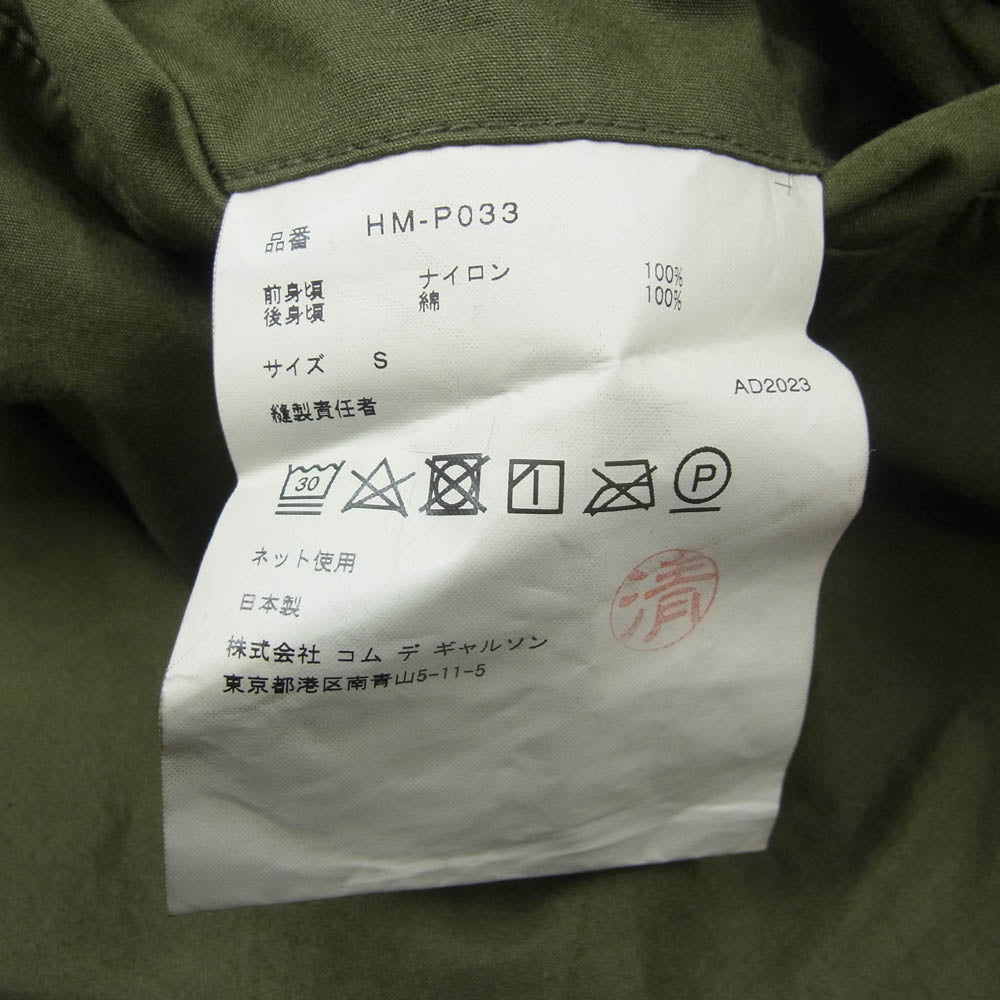 品番 HM-P033
前身頃 ナイロン 100%
後身頃 綿 100%
サイズ S
AD2023
縫製責任者
30 P
ネット使用
日本製
清
株式会社 コム デ ギャルソン
東京都港区南青山5-11-5